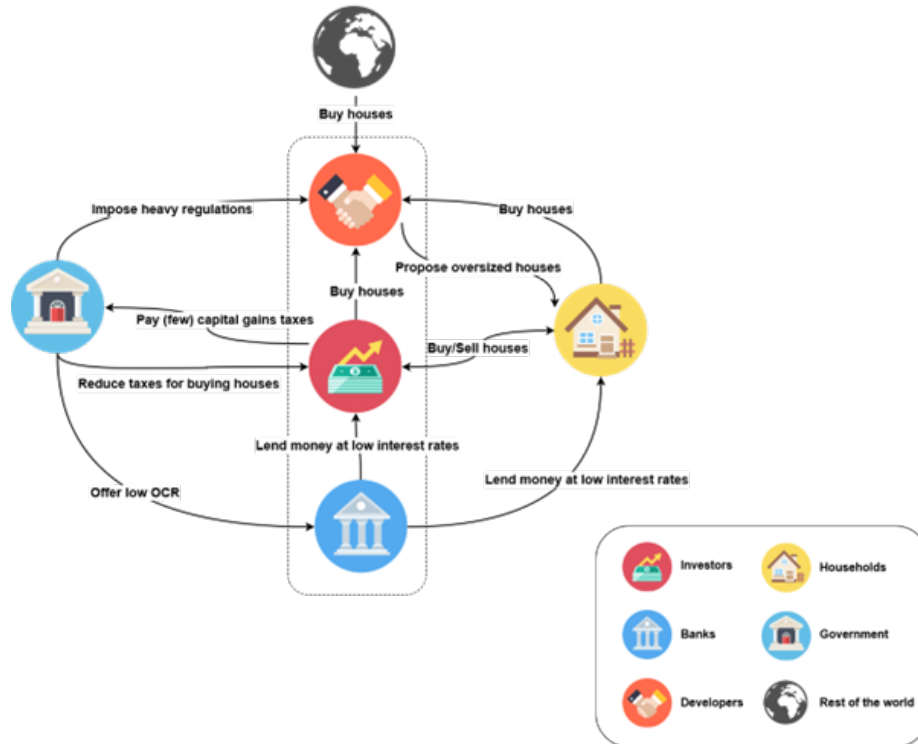 Buy houses
Impose heavy regulations
Buy houses
Propose oversized houses
Buy houses
Pay (few) capital gains taxes
Buy/Sell houses
Reduce taxes for buying houses
Lend money at low interest rates
Lend money at low interest rates
Offer low OCR
Investors
Households
Banks
Government
Developers
Rest of the world